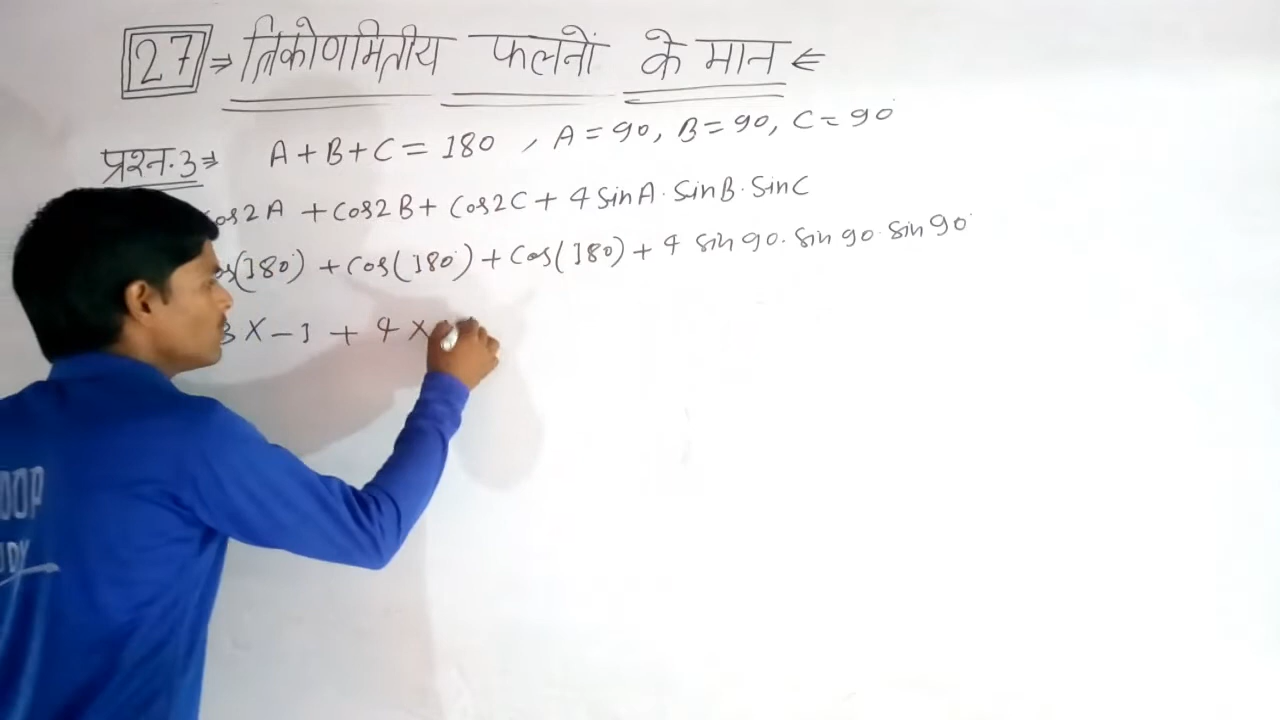 27 ⇒ त्रिकोणमितीय फलनों के मान ⇐
प्रश्न.3 ⇒ A + B + C = 180 , A = 90, B = 90, C = 90°
cos2A + cos2B + cos2C + 4 sinA · sinB · sinC
(180°) + cos(180°) + cos(180) + 4 sin 90 · sin 90 · sin 90°
3 X - 1 + 4 X
OOP